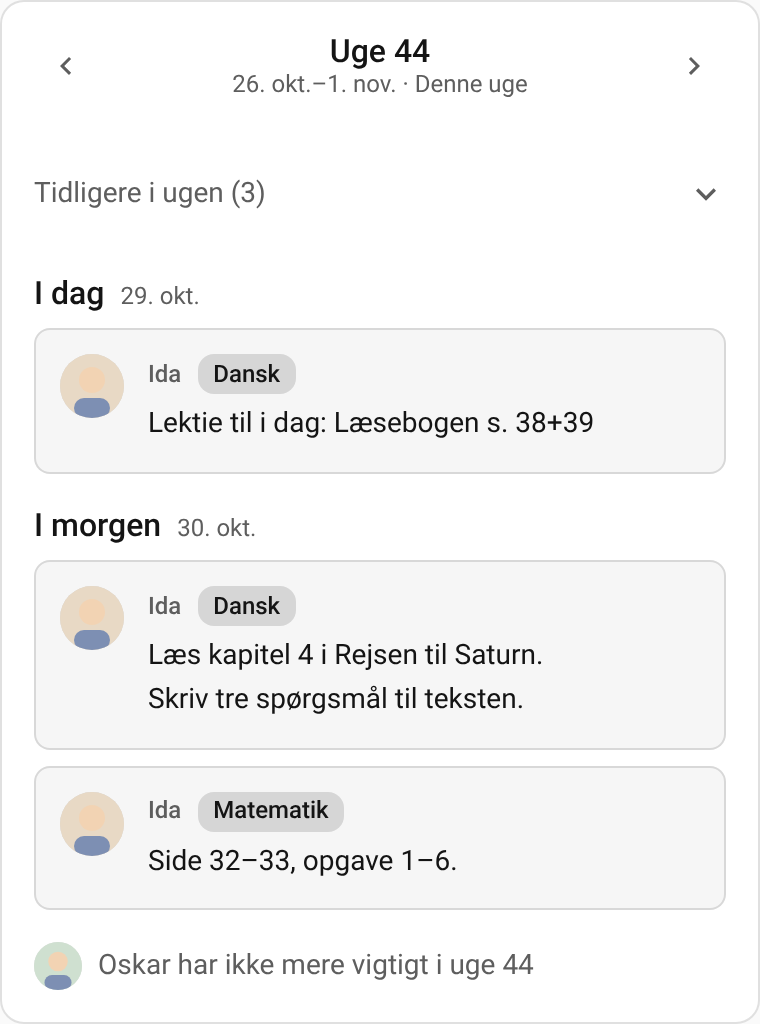 Uge 44
26. okt.–1. nov. · Denne uge
Tidligere i ugen (3)
I dag 29. okt.
Ida Dansk
Lektie til i dag: Læsebogen s. 38+39
I morgen 30. okt.
Ida Dansk
Læs kapitel 4 i Rejsen til Saturn.
Skriv tre spørgsmål til teksten.
Ida Matematik
Side 32–33, opgave 1–6.
Oskar har ikke mere vigtigt i uge 44